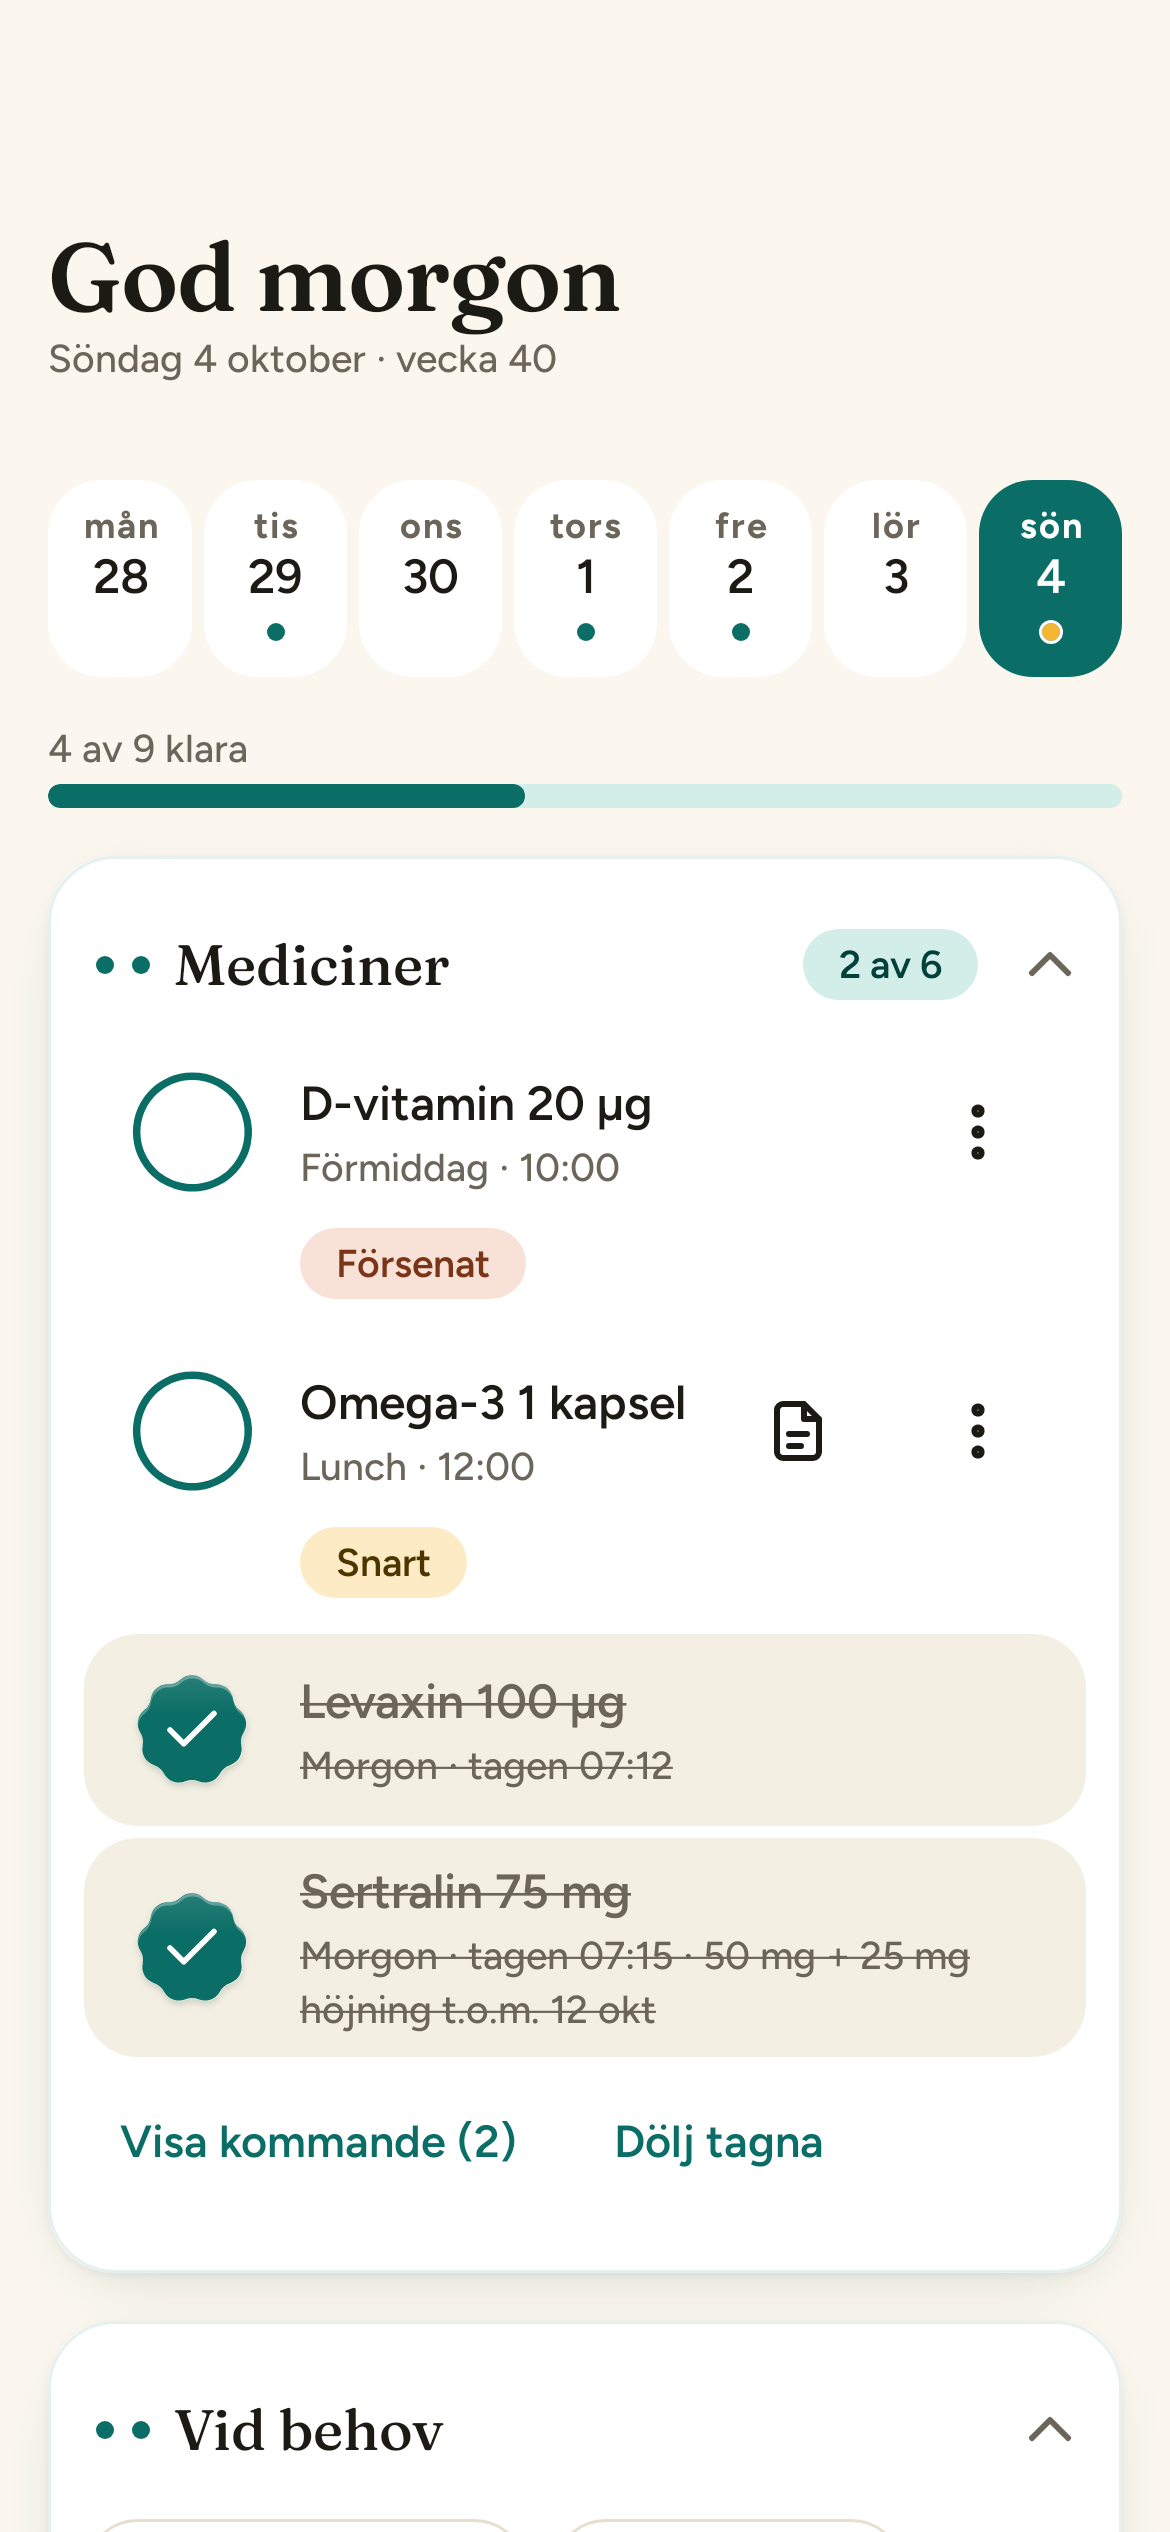 God morgon
Söndag 4 oktober · vecka 40
mån tis ons tors fre lör sön
28 29 30 1 2 3 4
4 av 9 klara
Mediciner 2 av 6
D-vitamin 20 µg
Förmiddag · 10:00
Försenat
Omega-3 1 kapsel
Lunch · 12:00
Snart
Levaxin 100 µg
Morgon · tagen 07:12
Sertralin 75 mg
Morgon · tagen 07:15 · 50 mg + 25 mg
höjning t.o.m. 12 okt
Visa kommande (2) Dölj tagna
Vid behov